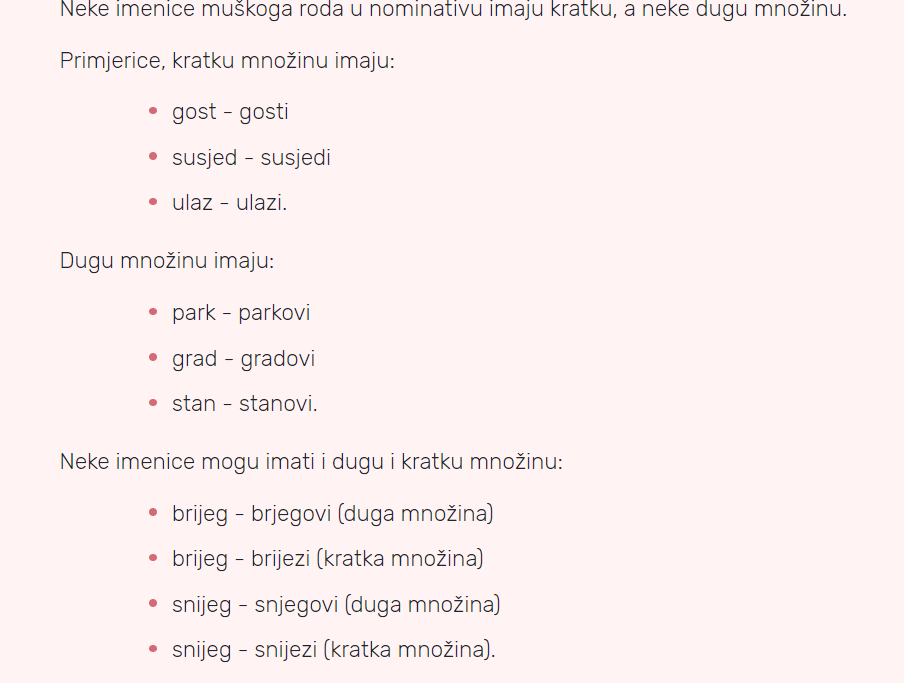 Neke imenice muškoga roda u nominativu imaju kratku, a neke dugu množinu.
Primjerice, kratku množinu imaju:
gost - gosti
susjed - susjedi
ulaz - ulazi.
Dugu množinu imaju:
park - parkovi
grad - gradovi
stan - stanovi.
Neke imenice mogu imati i dugu i kratku množinu:
brijeg - brjegovi (duga množina)
brijeg - brijezi (kratka množina)
snijeg - snjegovi (duga množina)
snijeg - snijezi (kratka množina).